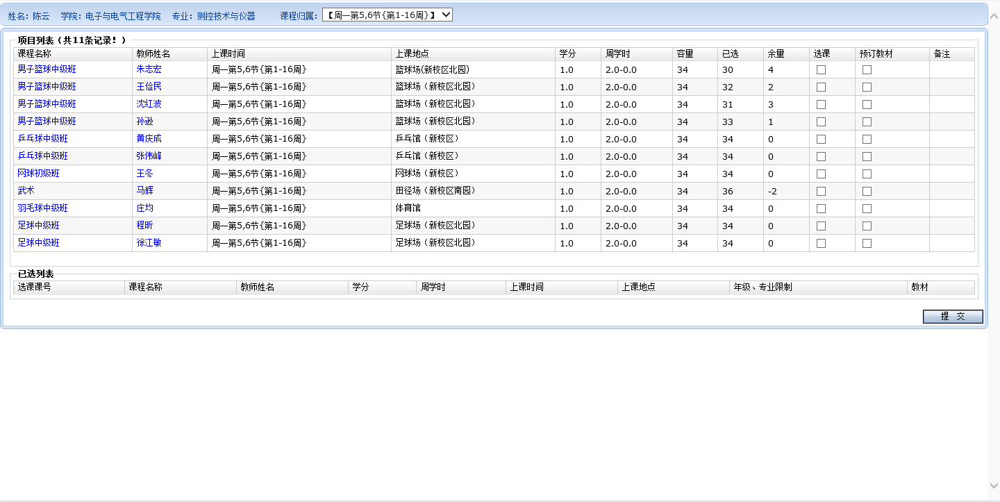 姓名：陈云 学院：电子与电气工程学院 专业：测控技术与仪器 课程归属：【周一第5,6节{第1-16周}】
项目列表（共11条记录！）
课程名称 教师姓名 上课时间 上课地点 学分 周学时 容量 已选 余量 选课 预订教材 备注
男子篮球中级班 朱志宏 周一第5,6节{第1-16周} 篮球场(新校区北园) 1.0 2.0-0.0 34 30 4
男子篮球中级班 王俭民 周一第5,6节{第1-16周} 篮球场（新校区北园） 1.0 2.0-0.0 34 32 2
男子篮球中级班 沈红波 周一第5,6节{第1-16周} 篮球场（新校区北园） 1.0 2.0-0.0 34 31 3
男子篮球中级班 孙逊 周一第5,6节{第1-16周} 篮球场（新校区北园） 1.0 2.0-0.0 34 33 1
乒乓球中级班 黄庆成 周一第5,6节{第1-16周} 乒乓馆（新校区） 1.0 2.0-0.0 34 34 0
乒乓球中级班 张伟峰 周一第5,6节{第1-16周} 乒乓馆（新校区） 1.0 2.0-0.0 34 34 0
网球初级班 王冬 周一第5,6节{第1-16周} 网球场（新校区） 1.0 2.0-0.0 34 34 0
武术 马辉 周一第5,6节{第1-16周} 田径场（新校区南园） 1.0 2.0-0.0 34 36 -2
羽毛球中级班 庄均 周一第5,6节{第1-16周} 体育馆 1.0 2.0-0.0 34 34 0
足球中级班 程昕 周一第5,6节{第1-16周} 足球场（新校区北园） 1.0 2.0-0.0 34 34 0
足球中级班 徐江敏 周一第5,6节{第1-16周} 足球场（新校区北园） 1.0 2.0-0.0 34 34 0
已选列表
选课课号 课程名称 教师姓名 学分 周学时 上课时间 上课地点 年级、专业限制 教材
提 交